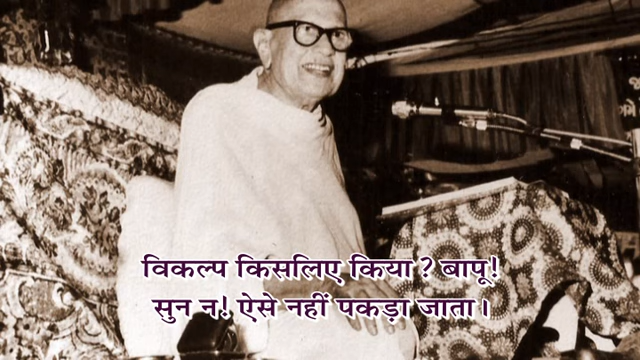 विकल्प किसलिए किया? बापू!
सुन न! ऐसे नहीं पकड़ा जाता।